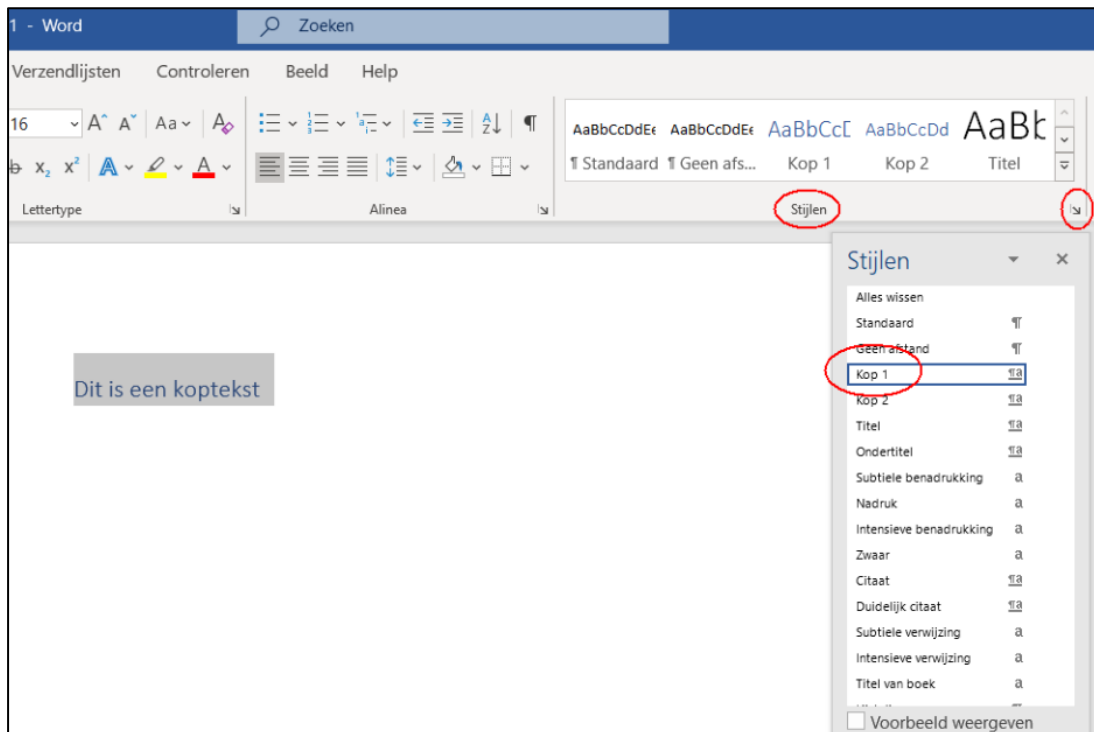 1 - Word
Zoeken
Verzendlijsten Controleren Beeld Help
16 Aa
AaBbCcDdEe AaBbCcDdEe AaBbCcD AaBbCcDd AaBb
¶ Standaard ¶ Geen afs... Kop 1 Kop 2 Titel
Lettertype Alinea Stijlen
Stijlen
Alles wissen
Standaard ¶
Geen afstand ¶
Kop 1 ¶a
Kop 2 ¶a
Titel ¶a
Ondertitel ¶a
Subtiele benadrukking a
Nadruk a
Intensieve benadrukking a
Zwaar a
Citaat ¶a
Duidelijk citaat ¶a
Subtiele verwijzing a
Intensieve verwijzing a
Titel van boek a
Voorbeeld weergeven
Dit is een koptekst